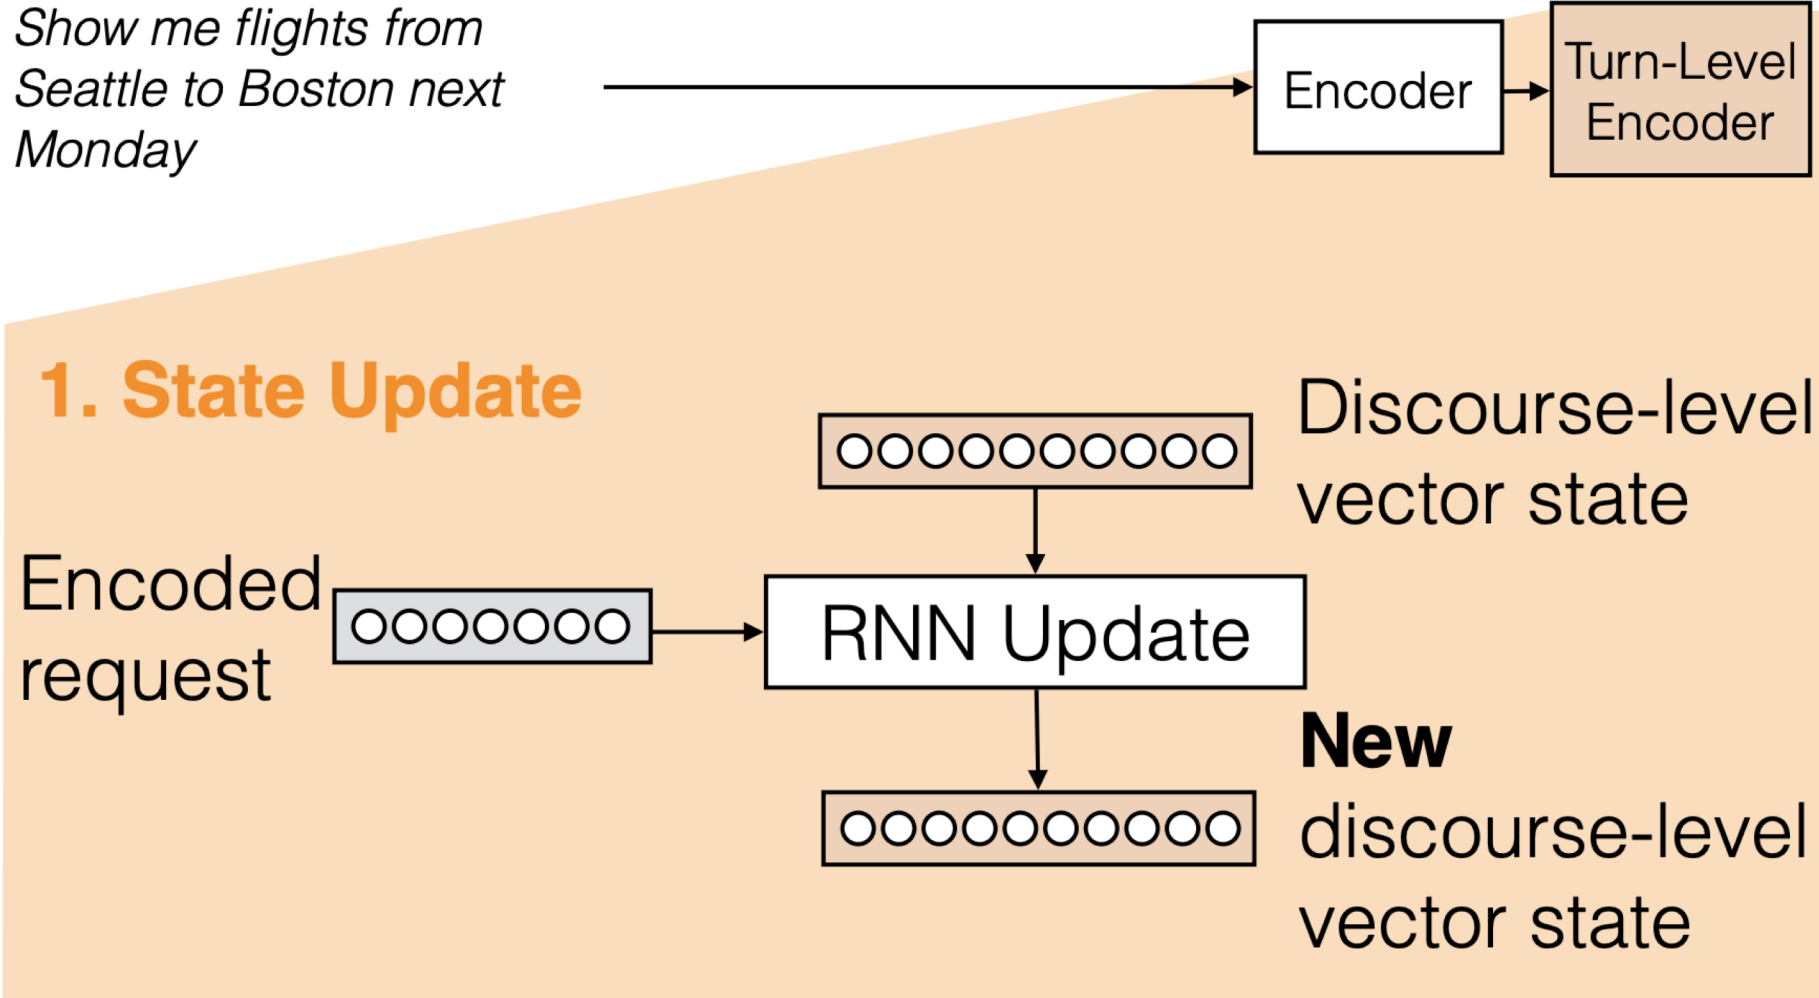 Show me flights from
Seattle to Boston next
Monday
Encoder
Turn-Level
Encoder
1. State Update
Discourse-level
vector state
Encoded
request
RNN Update
New
discourse-level
vector state